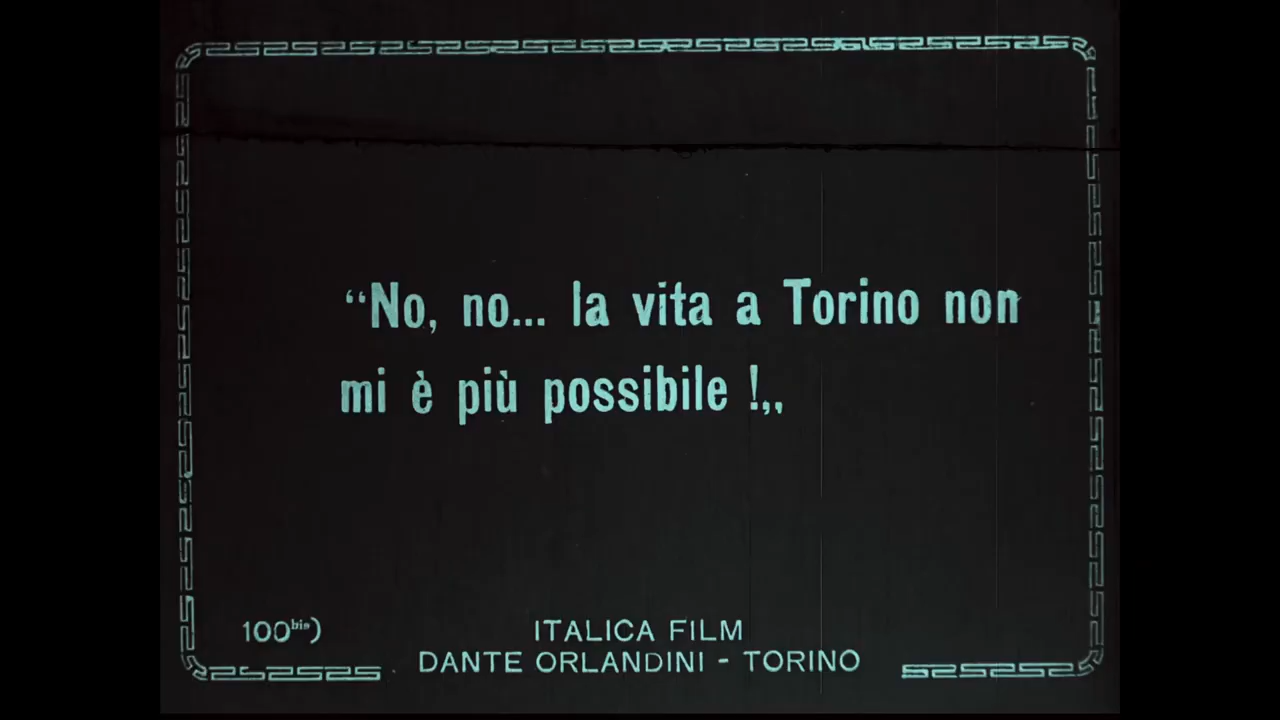 “No, no... la vita a Torino non
mi è più possibile !„
100bis)
ITALICA FILM
DANTE ORLANDINI - TORINO